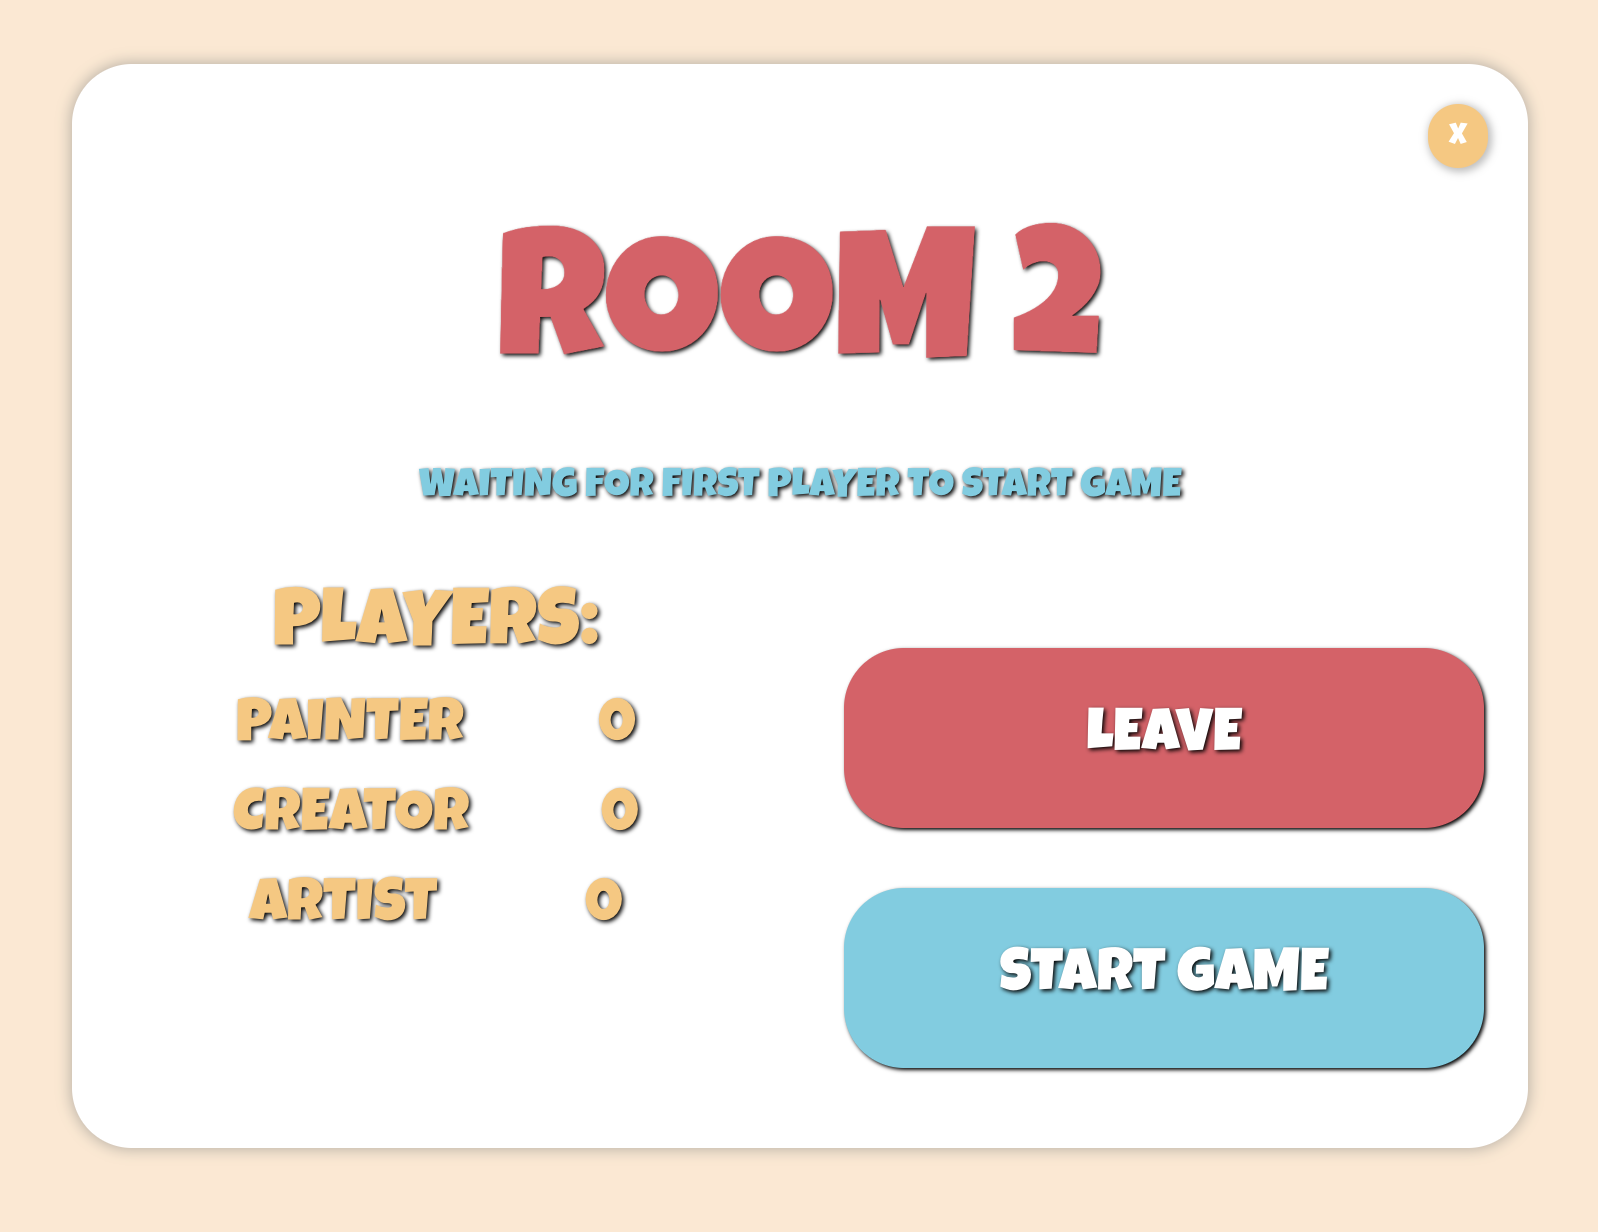 X
ROOM 2
WAITING FOR FIRST PLAYER TO START GAME
PLAYERS:
PAINTER 0
CREATOR 0
ARTIST 0
LEAVE
START GAME